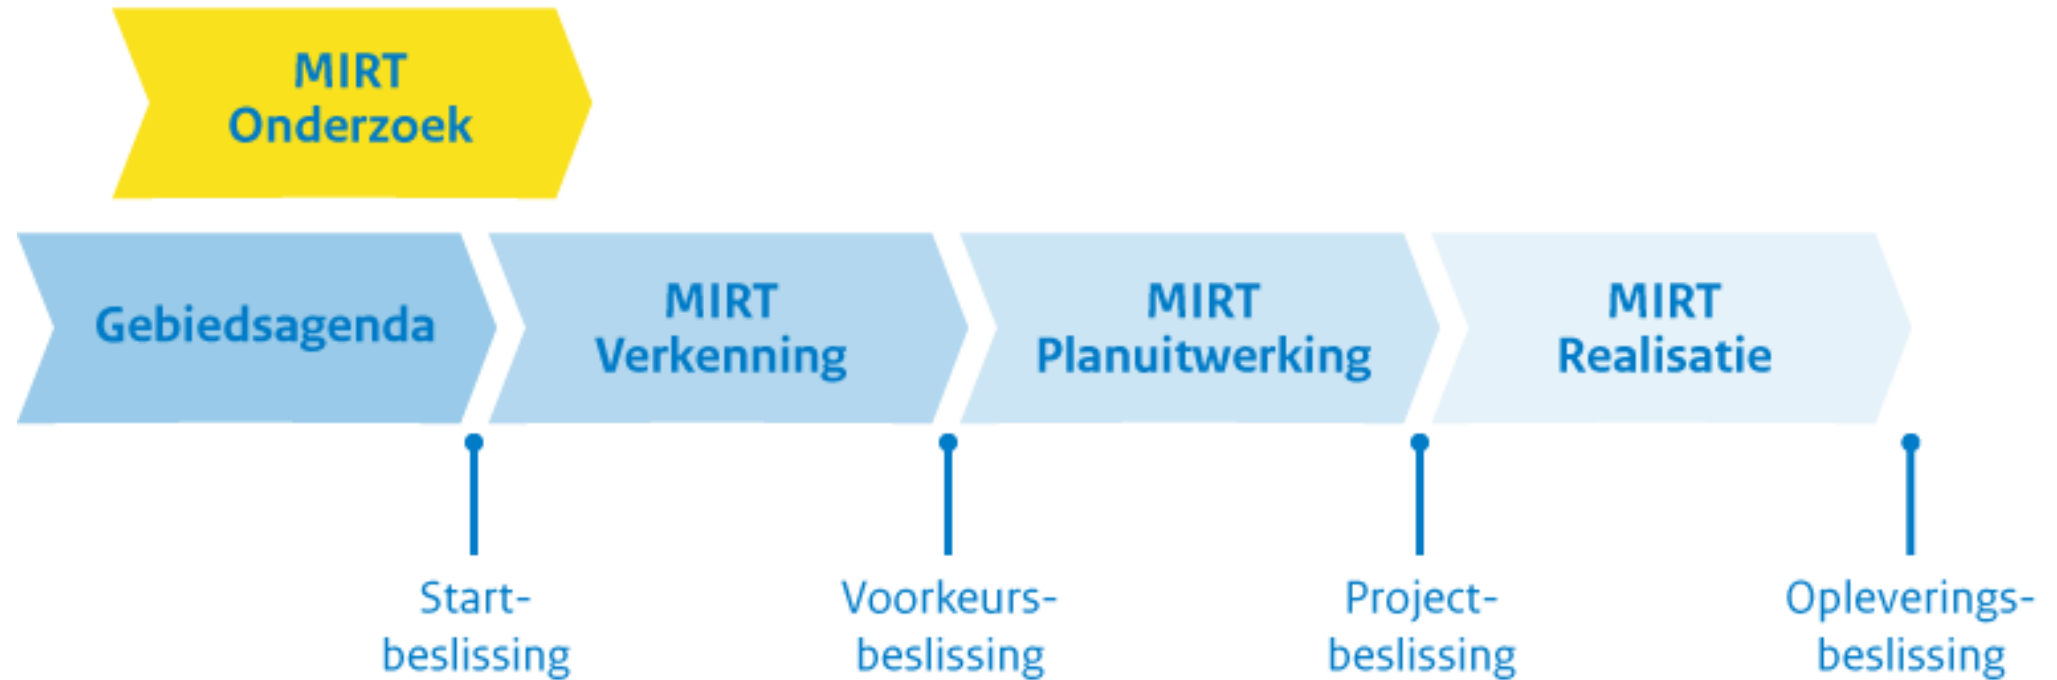 MIRT
Onderzoek
Gebiedsagenda
MIRT
Verkenning
MIRT
Planuitwerking
MIRT
Realisatie
Start-
beslissing
Voorkeurs-
beslissing
Project-
beslissing
Opleverings-
beslissing